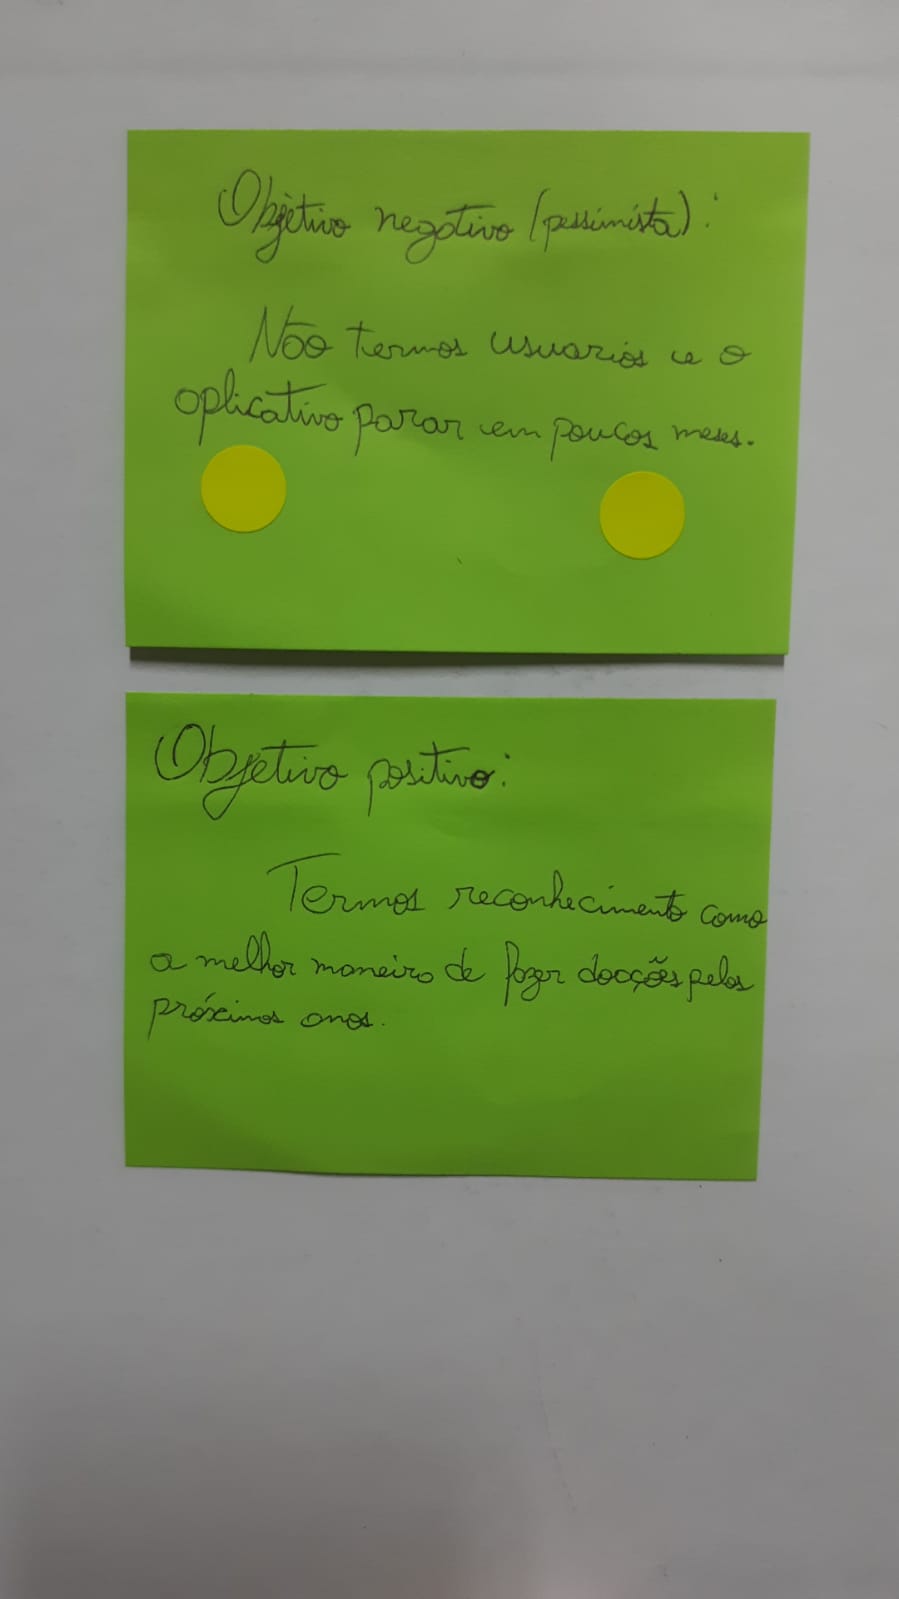 Objetivo negativo (pessimista):
Não termos usuarios e o
aplicativo parar em poucos meses.
Objetivo positivo:
Termos reconhecimento como
a melhor maneira de fazer doações pelos
próximos anos.